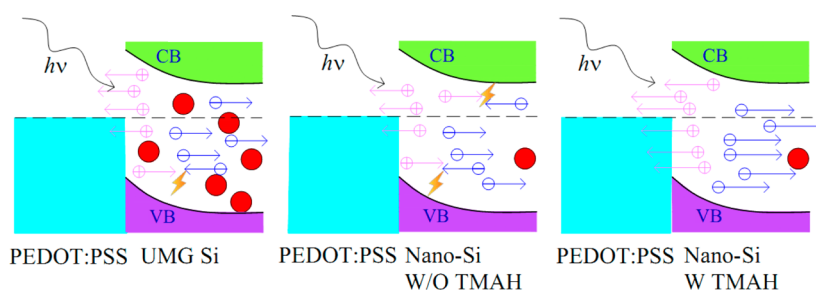 hν
CB
VB
PEDOT:PSS UMG Si
hν
CB
VB
PEDOT:PSS Nano-Si
W/O TMAH
hν
CB
VB
PEDOT:PSS Nano-Si
W TMAH